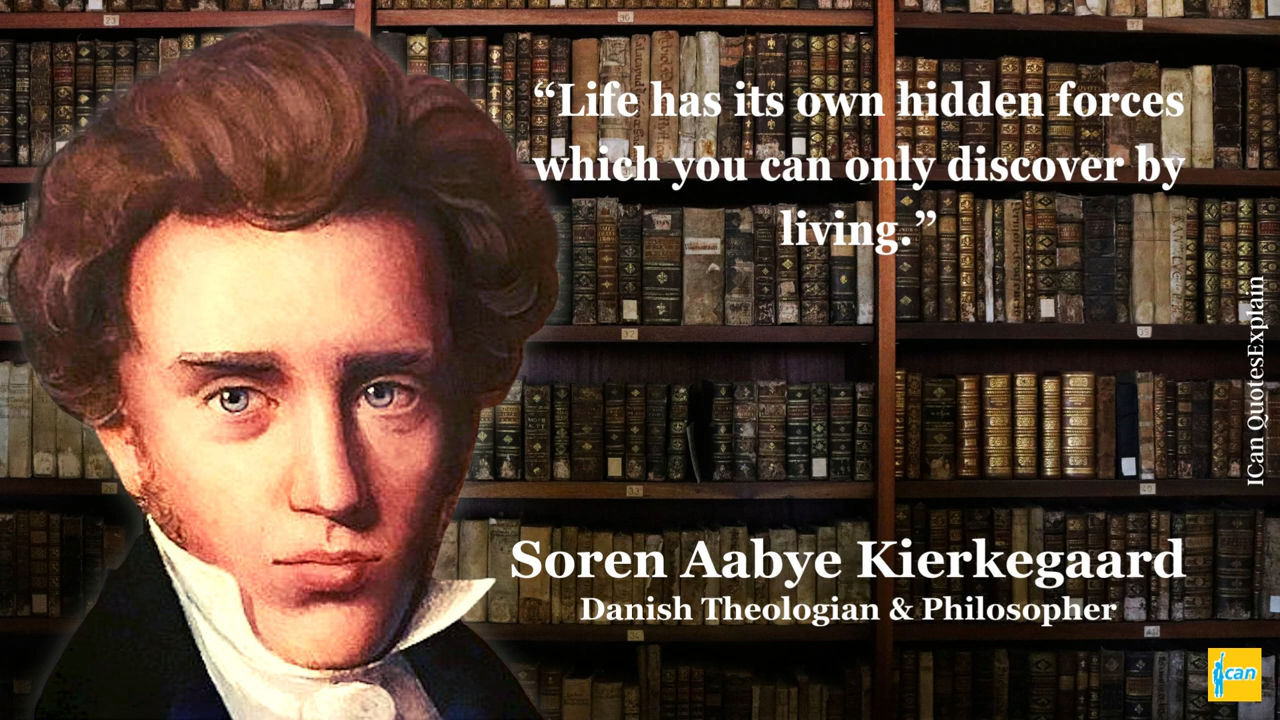 “Life has its own hidden forces
which you can only discover by
living.”
Soren Aabye Kierkegaard
Danish Theologian & Philosopher
ICan QuotesExplain
ican